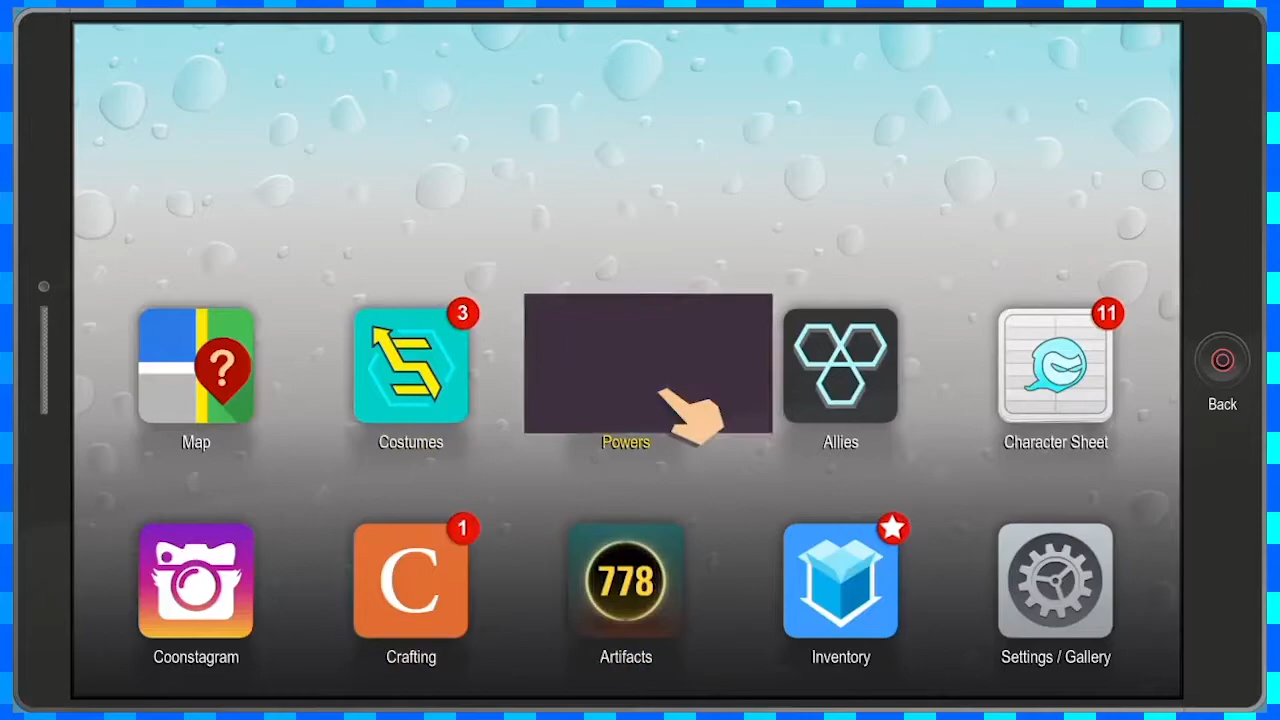 3
11
?
Map
Costumes
Powers
Allies
Character Sheet
Back
1
C
778
Coonstagram
Crafting
Artifacts
Inventory
Settings / Gallery